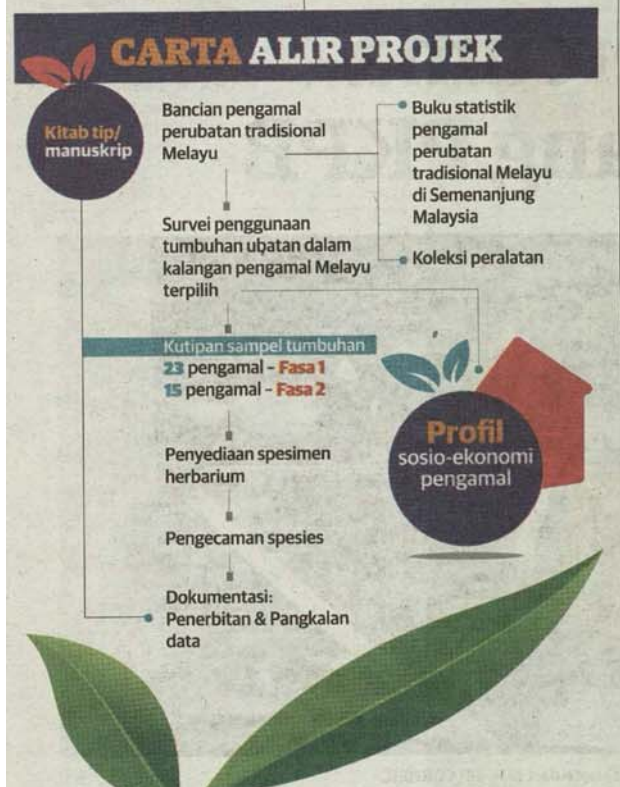 CARTA ALIR PROJEK
Kitab tip/
manuskrip
Bancian pengamal
perubatan tradisional
Melayu
Buku statistik
pengamal
perubatan
tradisional Melayu
di Semenanjung
Malaysia
Koleksi peralatan
Survei penggunaan
tumbuhan ubatan dalam
kalangan pengamal Melayu
terpilih
Kutipan sampel tumbuhan
23 pengamal - Fasa 1
15 pengamal - Fasa 2
Profil
sosio-ekonomi
pengamal
Penyediaan spesimen
herbarium
Pengecaman spesies
Dokumentasi:
Penerbitan & Pangkalan
data